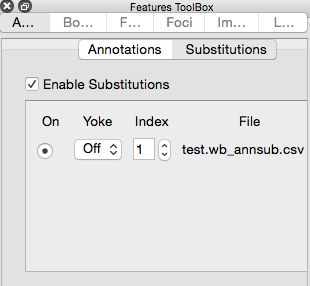 Features ToolBox
A... Bo... F... Foci Im... L...
Annotations Substitutions
Enable Substitutions
On Yoke Index File
Off 1 test.wb_annsub.csv